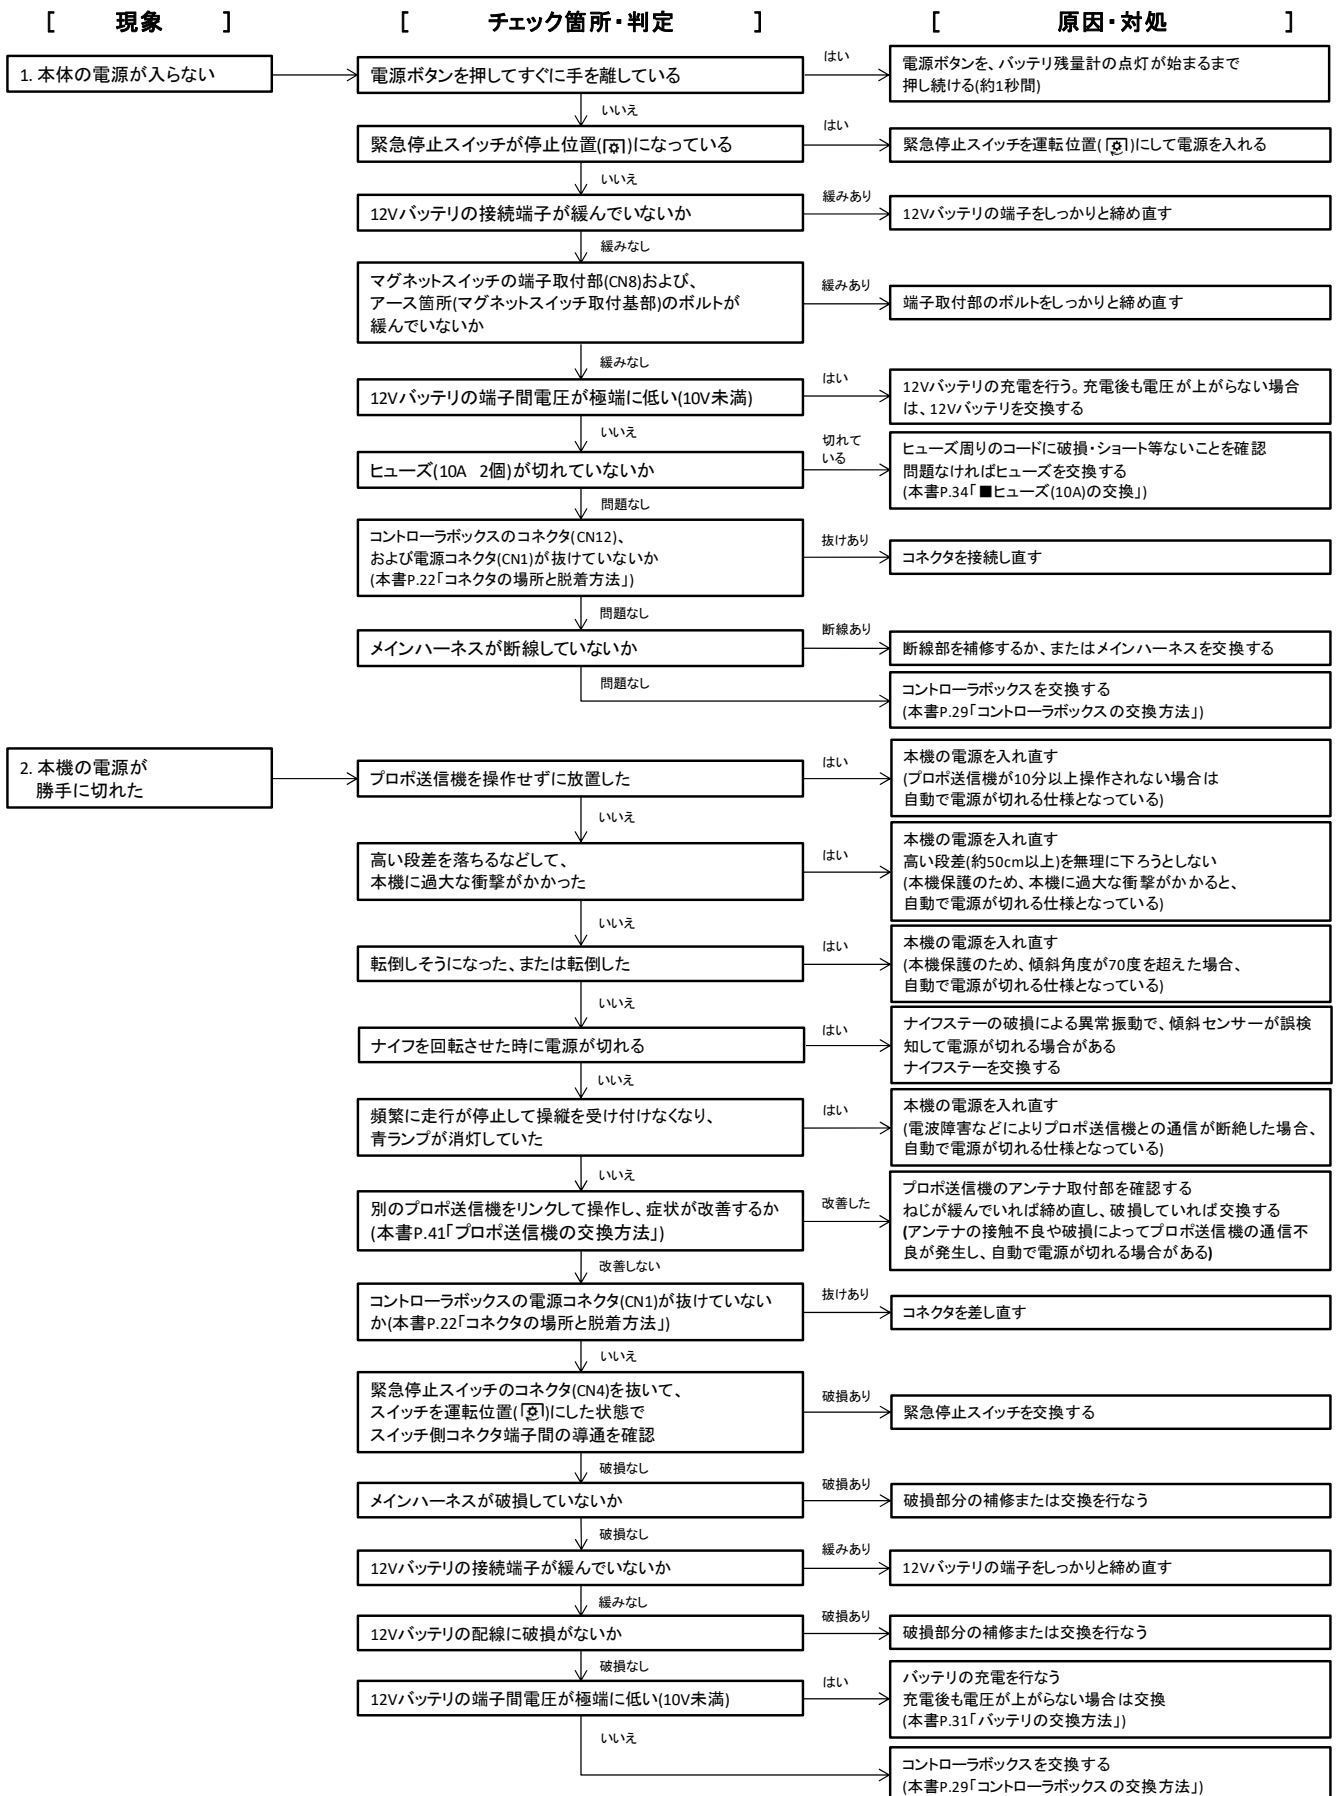 [ 現象 ]
[ チェック箇所・判定 ]
[ 原因・対処 ]
1. 本体の電源が入らない
電源ボタンを押してすぐに手を離している
はい
電源ボタンを、バッテリ残量計の点灯が始まるまで
押し続ける(約1秒間)
いいえ
緊急停止スイッチが停止位置()になっている
はい
緊急停止スイッチを運転位置()にして電源を入れる
いいえ
12Vバッテリの接続端子が緩んでいないか
緩みあり
12Vバッテリの端子をしっかりと締め直す
緩みなし
マグネットスイッチの端子取付部(CN8)および、
アース箇所(マグネットスイッチ取付基部)のボルトが
緩んでいないか
緩みあり
端子取付部のボルトをしっかりと締め直す
緩みなし
12Vバッテリの端子間電圧が極端に低い(10V未満)
はい
12Vバッテリの充電を行う。充電後も電圧が上がらない場合
は、12Vバッテリを交換する
いいえ
ヒューズ(10A 2個)が切れていないか
切れて
いる
ヒューズ周りのコードに破損・ショート等ないことを確認
問題なければヒューズを交換する
(本書P.34「■ヒューズ(10A)の交換」)
問題なし
コントローラボックスのコネクタ(CN12)、
および電源コネクタ(CN1)が抜けていないか
(本書P.22「コネクタの場所と脱着方法」)
抜けあり
コネクタを接続し直す
問題なし
メインハーネスが断線していないか
断線あり
断線部を補修するか、またはメインハーネスを交換する
問題なし
コントローラボックスを交換する
(本書P.29「コントローラボックスの交換方法」)
2. 本機の電源が
勝手に切れた
プロポ送信機を操作せずに放置した
はい
本機の電源を入れ直す
(プロポ送信機が10分以上操作されない場合は
自動で電源が切れる仕様となっている)
いいえ
高い段差を落ちるなどして、
本機に過大な衝撃がかかった
はい
本機の電源を入れ直す
高い段差(約50cm以上)を無理に下ろうとしない
(本機保護のため、本機に過大な衝撃がかかると、
自動で電源が切れる仕様となっている)
いいえ
転倒しそうになった、または転倒した
はい
本機の電源を入れ直す
(本機保護のため、傾斜角度が70度を超えた場合、
自動で電源が切れる仕様となっている)
いいえ
ナイフを回転させた時に電源が切れる
はい
ナイフステーの破損による異常振動で、傾斜センサーが誤検
知して電源が切れる場合がある
ナイフステーを交換する
いいえ
頻繁に走行が停止して操縦を受け付けなくなり、
青ランプが消灯していた
はい
本機の電源を入れ直す
(電波障害などによりプロポ送信機との通信が断絶した場合、
自動で電源が切れる仕様となっている)
いいえ
別のプロポ送信機をリンクして操作し、症状が改善するか
(本書P.41「プロポ送信機の交換方法」)
改善した
プロポ送信機のアンテナ取付部を確認する
ねじが緩んでいれば締め直し、破損していれば交換する
(アンテナの接触不良や破損によってプロポ送信機の通信不
良が発生し、自動で電源が切れる場合がある)
改善しない
コントローラボックスの電源コネクタ(CN1)が抜けていない
か(本書P.22「コネクタの場所と脱着方法」)
抜けあり
コネクタを差し直す
いいえ
緊急停止スイッチのコネクタ(CN4)を抜いて、
スイッチを運転位置()にした状態で
スイッチ側コネクタ端子間の導通を確認
破損あり
緊急停止スイッチを交換する
破損なし
メインハーネスが破損していないか
破損あり
破損部分の補修または交換を行なう
破損なし
12Vバッテリの接続端子が緩んでいないか
緩みあり
12Vバッテリの端子をしっかりと締め直す
緩みなし
12Vバッテリの配線に破損がないか
破損あり
破損部分の補修または交換を行なう
破損なし
12Vバッテリの端子間電圧が極端に低い(10V未満)
はい
バッテリの充電を行なう
充電後も電圧が上がらない場合は交換
(本書P.31「バッテリの交換方法」)
いいえ
コントローラボックスを交換する
(本書P.29「コントローラボックスの交換方法」)